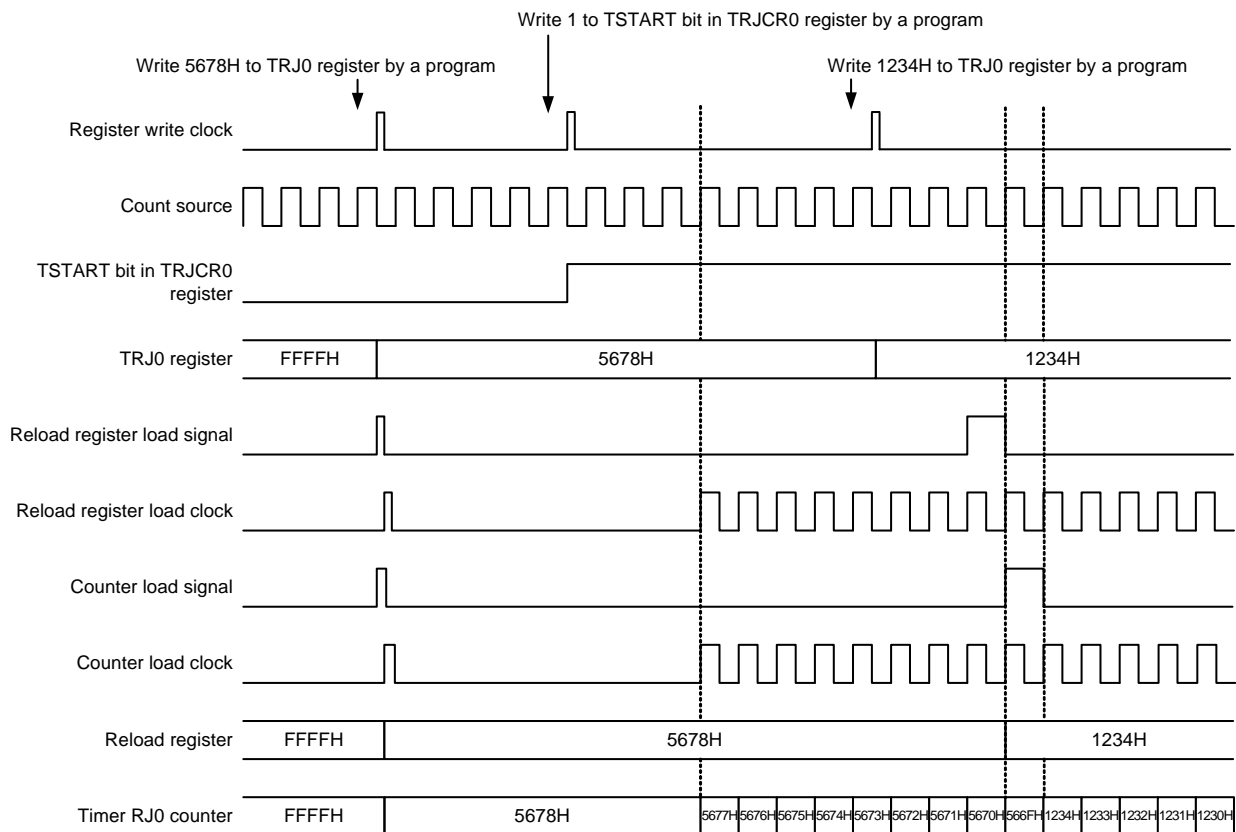 Write 1 to TSTART bit in TRJCR0 register by a program
Write 5678H to TRJ0 register by a program
Write 1234H to TRJ0 register by a program
Register write clock
Count source
TSTART bit in TRJCR0
register
TRJ0 register FFFFH 5678H 1234H
Reload register load signal
Reload register load clock
Counter load signal
Counter load clock
Reload register FFFFH 5678H 1234H
Timer RJ0 counter FFFFH 5678H 5677H 5676H 5675H 5674H 5673H 5672H 5671H 5670H 566FH 1234H 1233H 1232H 1231H 1230H